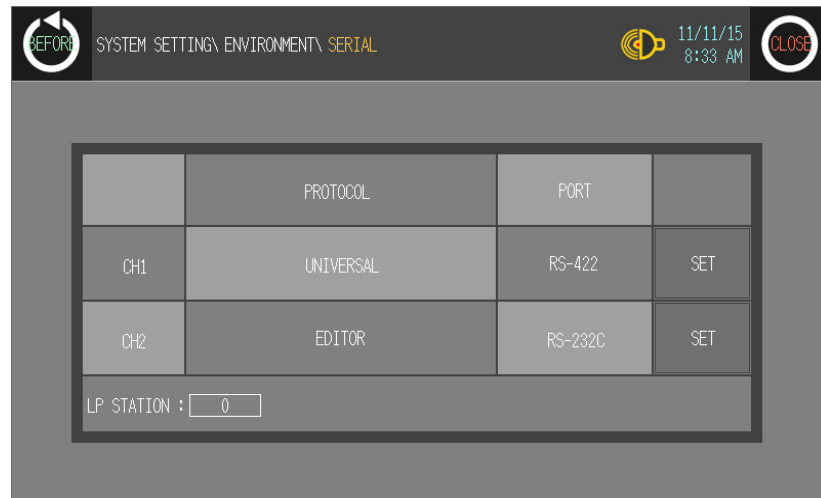 BEFORE
SYSTEM SETTING\ ENVIRONMENT\ SERIAL
11/11/15
8:33 AM
CLOSE
PROTOCOL PORT
CH1 UNIVERSAL RS-422 SET
CH2 EDITOR RS-232C SET
LP STATION : 0